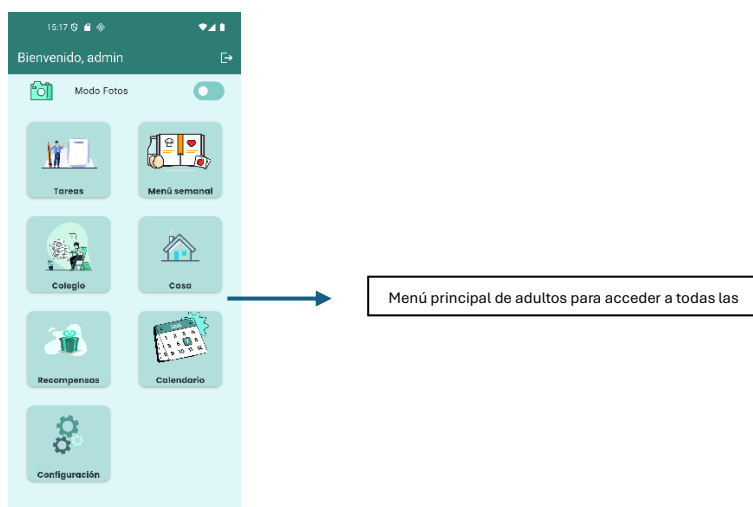 15:17
Bienvenido, admin
Modo Fotos
Tareas
Menú semanal
Colegio
Casa
Menú principal de adultos para acceder a todas las
Recompensas
Calendario
Configuración